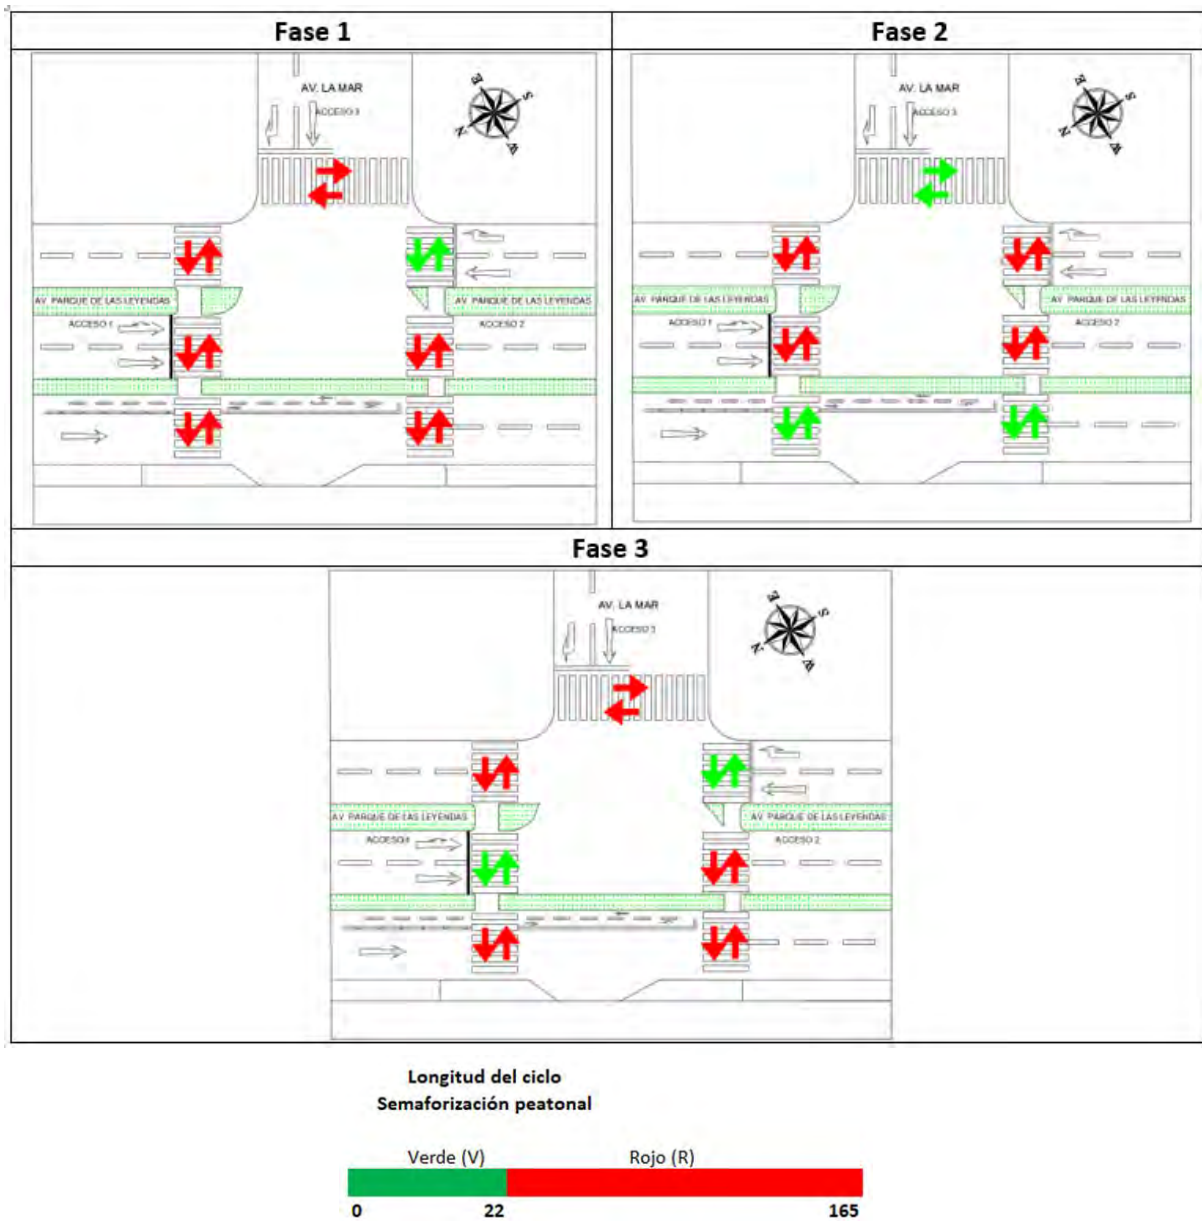 Fase 1
Fase 2
AV. LA MAR
ACCESO 3
E
S
N
W
AV. PARQUE DE LAS LEYENDAS
AV. PARQUE DE LAS LEYENDAS
ACCESO 1
ACCESO 2
AV. LA MAR
ACCESO 3
E
S
N
W
AV. PARQUE DE LAS LEYENDAS
AV. PARQUE DE LAS LEYENDAS
ACCESO 1
ACCESO 2
Fase 3
AV. LA MAR
ACCESO 3
E
S
N
W
AV. PARQUE DE LAS LEYENDAS
AV. PARQUE DE LAS LEYENDAS
ACCESO 1
ACCESO 2
Longitud del ciclo
Semaforización peatonal
Verde (V) Rojo (R)
0 22 165